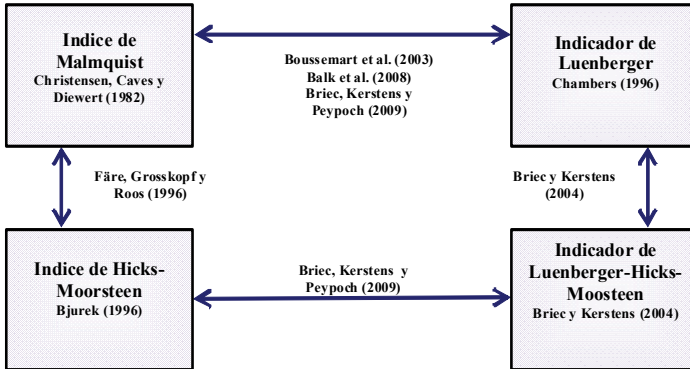 Indice de
Malmquist
Christensen, Caves y
Diewert (1982)
Boussemart et al. (2003)
Balk et al. (2008)
Briec, Kerstens y
Peypoch (2009)
Indicador de
Luenberger
Chambers (1996)
Färe, Grosskopf y
Roos (1996)
Briec y Kerstens
(2004)
Indice de Hicks-
Moorsteen
Bjurek (1996)
Briec, Kerstens y
Peypoch (2009)
Indicador de
Luenberger-Hicks-
Moosteen
Briec y Kerstens (2004)